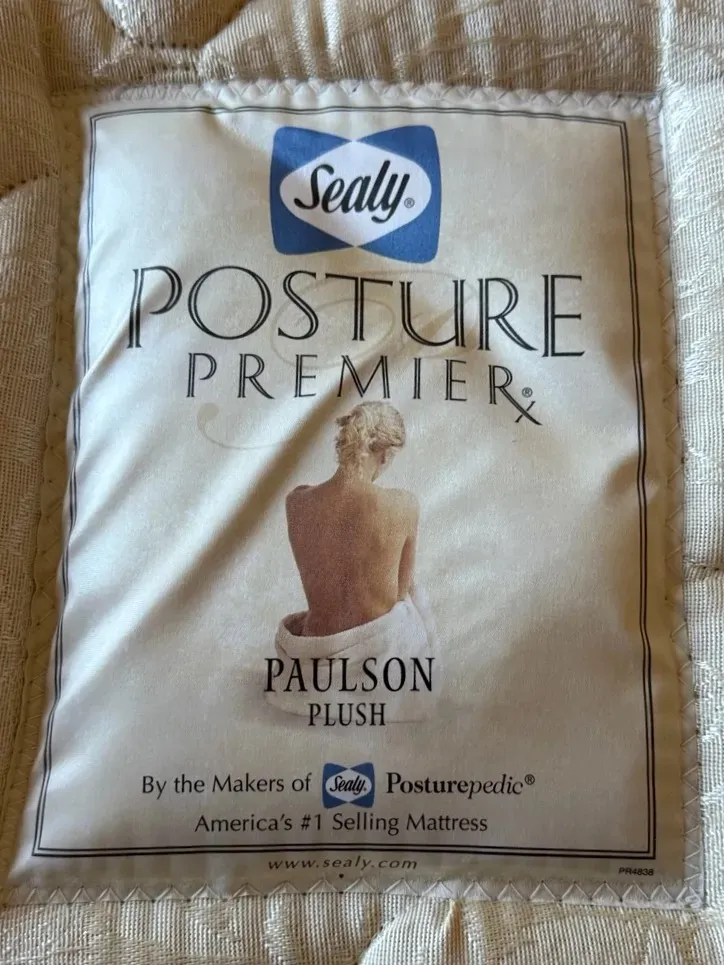 Sealy®
POSTURE
PREMIER®x
PAULSON
PLUSH
By the Makers of Sealy® Posturepedic®
America's #1 Selling Mattress
www.sealy.com
PR4838